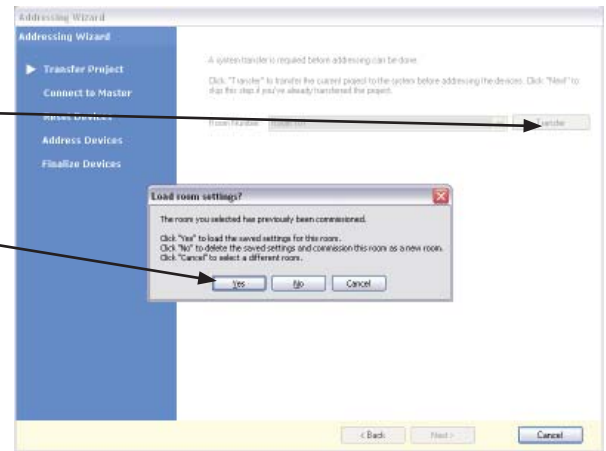 Addressing Wizard
Addressing Wizard
Transfer Project
Connect to Master
Reset Devices
Address Devices
Finalize Devices
A system transfer is required before addressing can be done.
Click "Transfer" to transfer the current project to the system before addressing the devices. Click "Next" to
skip this step if you've already transferred the project.
Room Number
Transfer
Load room settings?
The room you selected has previously been commissioned.
Click "Yes" to load the saved settings for this room.
Click "No" to delete the saved settings and commission this room as a new room.
Click "Cancel" to select a different room.
Yes
No
Cancel
< Back
Next >
Cancel